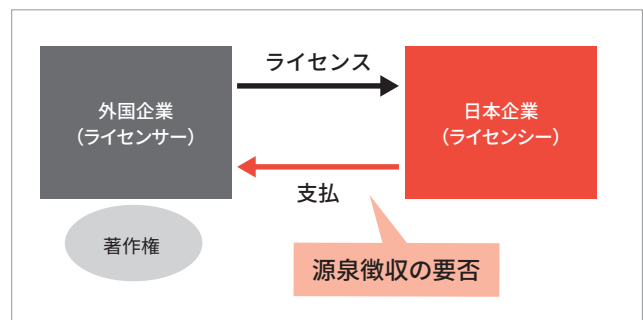 ライセンス
外国企業
（ライセンサー）
日本企業
（ライセンシー）
支払
著作権
源泉徴収の要否